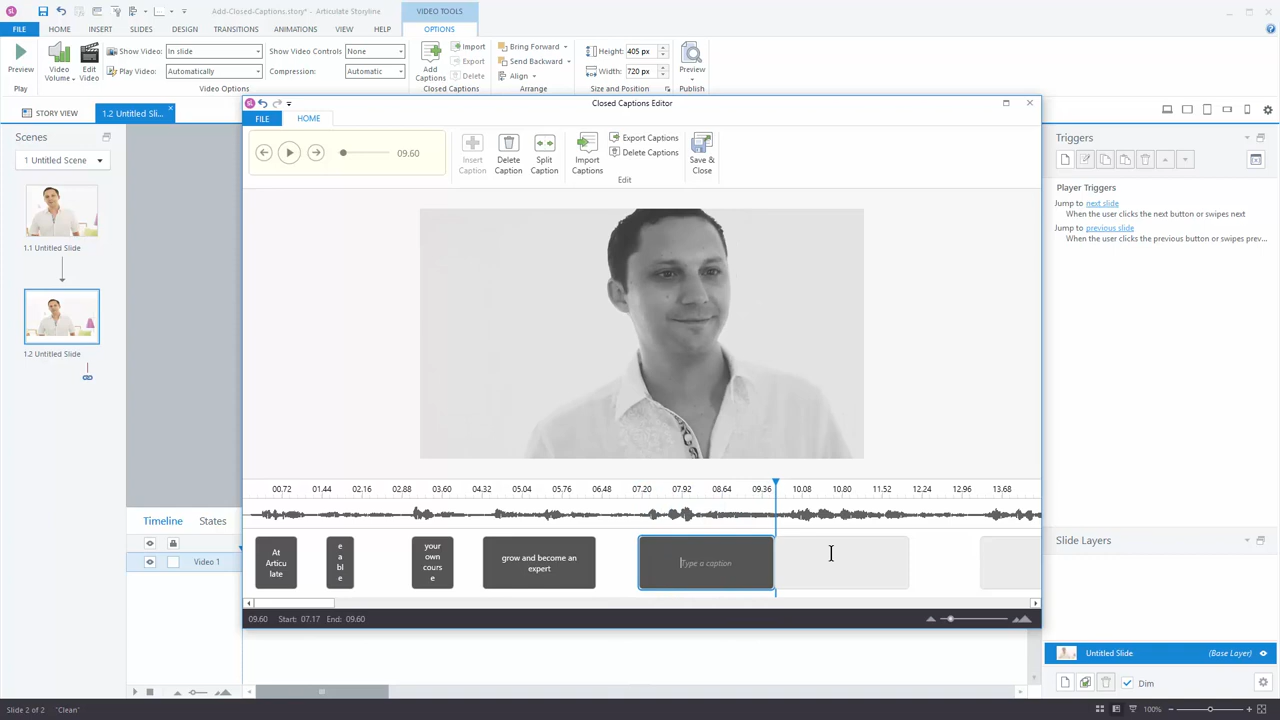 Add-Closed-Captions.story* - Articulate Storyline
VIDEO TOOLS
FILE HOME INSERT SLIDES DESIGN TRANSITIONS ANIMATIONS VIEW HELP OPTIONS
Show Video: In slide Show Video Controls: None Import Bring Forward Height: 405 px
Export Send Backward
Preview Video Volume Edit Video Play Video: Automatically Compression: Automatic Add Captions Delete Align Width: 720 px Preview
Play Video Options Closed Captions Arrange Size and Position Publish
STORY VIEW 1.2 Untitled Sli...
Closed Captions Editor
FILE HOME
Scenes
1 Untitled Scene
1.1 Untitled Slide
1.2 Untitled Slide
09.60
Insert Caption
Delete Caption
Split Caption
Import Captions
Export Captions
Delete Captions
Save & Close
Edit
Triggers
Player Triggers
Jump to next slide
When the user clicks the next button or swipes next
Jump to previous slide
When the user clicks the previous button or swipes prev...
00.72 01.44 02.16 02.88 03.60 04.32 05.04 05.76 06.48 07.20 07.92 08.64 09.36 10.08 10.80 11.52 12.24 12.96 13.68
Timeline States
Video 1
At
Articu
late
e
a
bl
e
your
own
cours
e
grow and become an
expert
Type a caption
09.60 Start: 07.17 End: 09.60
Slide Layers
Untitled Slide (Base Layer)
Dim
Slide 2 of 2 "Clean" 100%